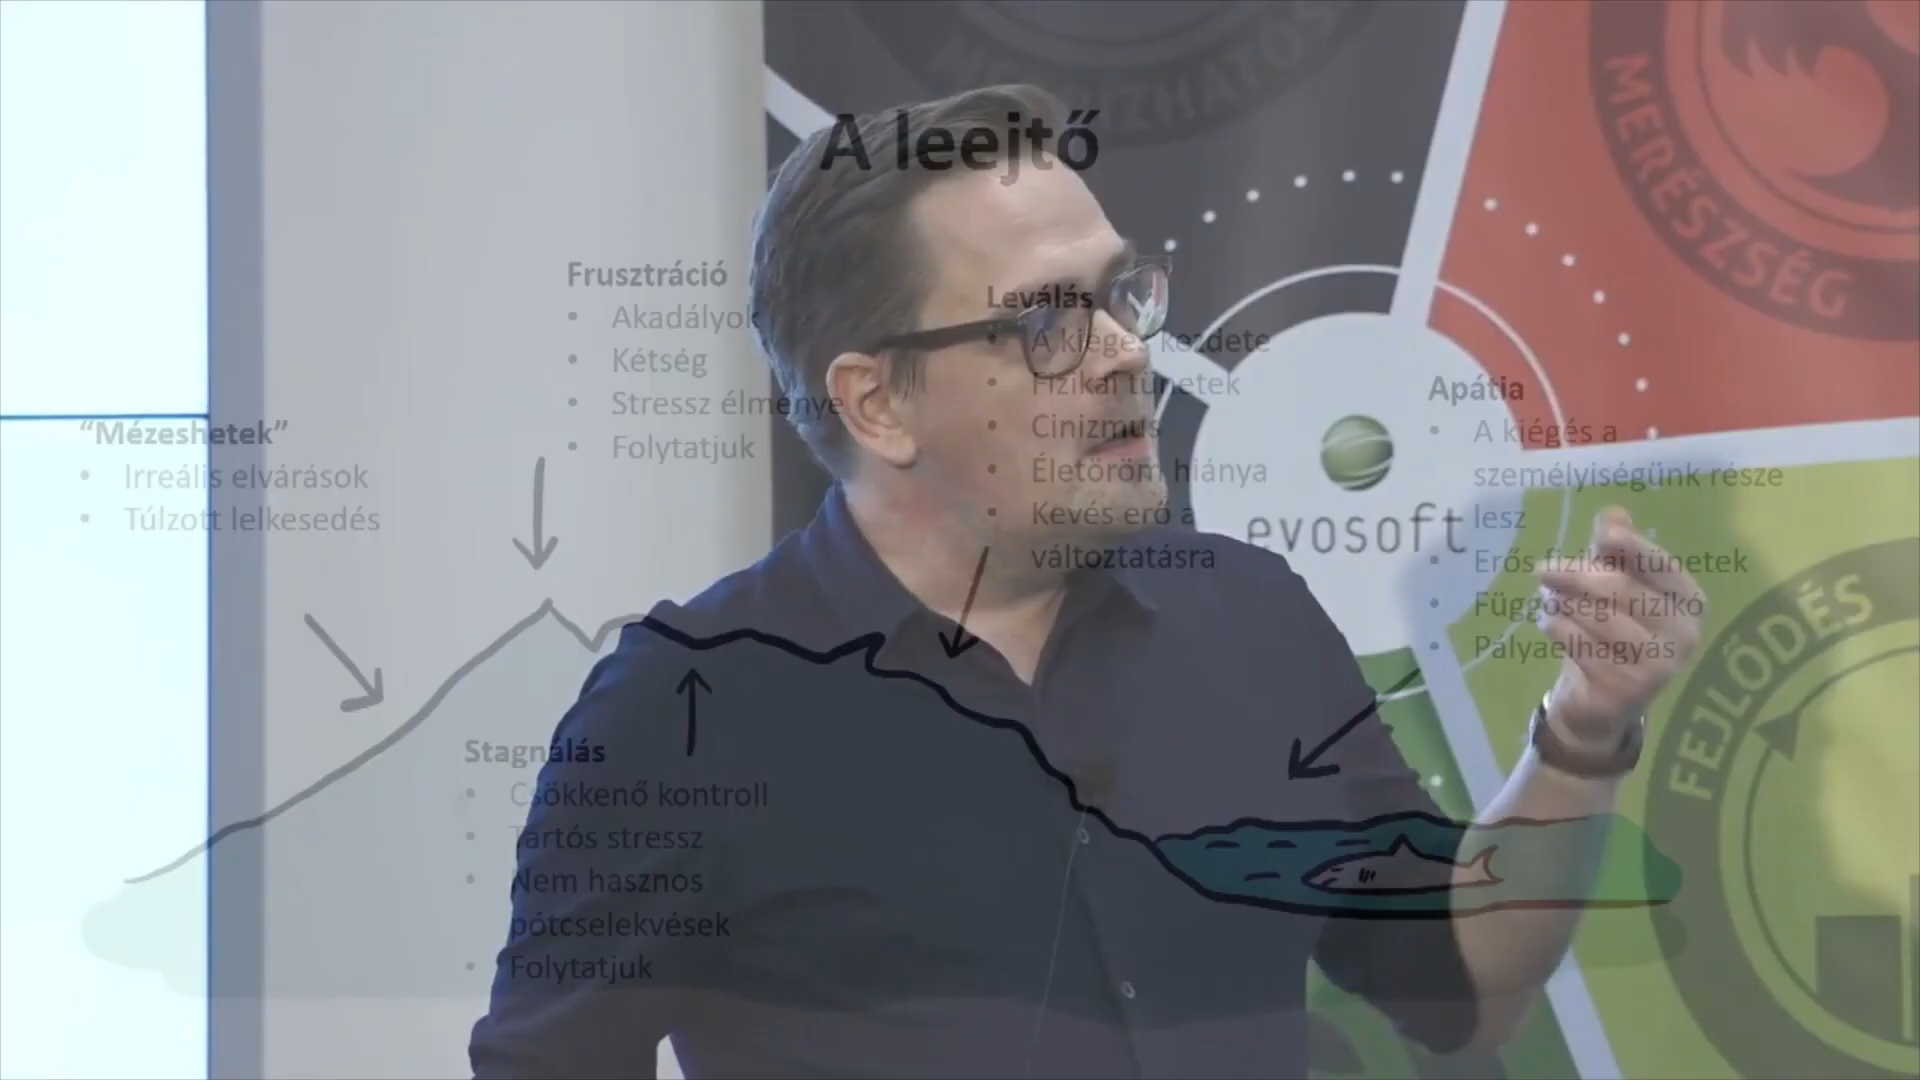 MEGBÍZHATÓSÁG
MERÉSZSÉG
A leejtő
Frusztráció
• Akadályok
• Kétség
• Stressz élménye
• Folytatjuk
Leválás
• A kiégés kezdete
• Fizikai tünetek
• Cinizmus
• Életöröm hiánya
• Kevés erő a
változtatásra
Apátia
• A kiégés a
személyiségünk része
lesz
• Erős fizikai tünetek
• Függőségi rizikó
• Pályaelhagyás
“Mézeshetek”
• Irreális elvárások
• Túlzott lelkesedés
evosoft
FEJLŐDÉS
Stagnálás
• Csökkenő kontroll
• Tartós stressz
• Nem hasznos
pótcselekvések
• Folytatjuk